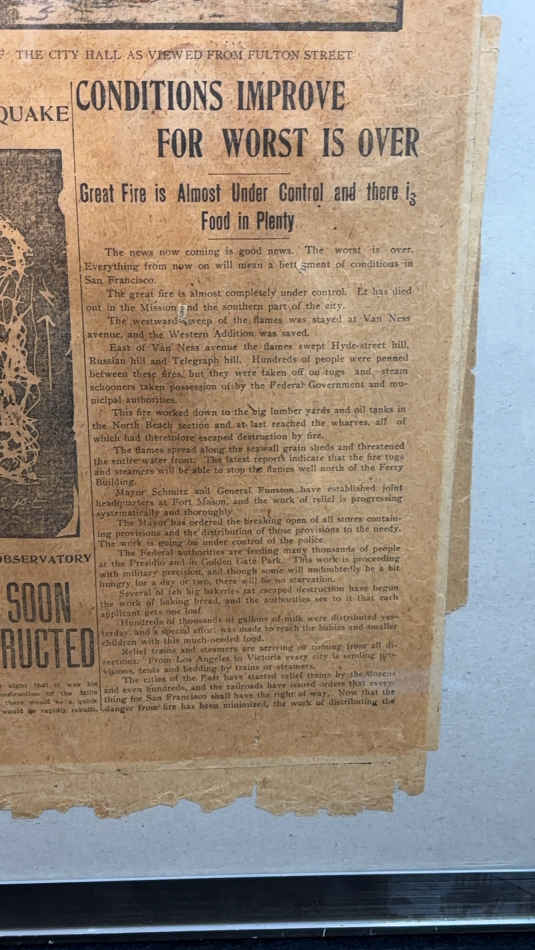 THE CITY HALL AS VIEWED FROM FULTON STREET
QUAKE
CONDITIONS IMPROVE
FOR WORST IS OVER
Great Fire is Almost Under Control and there is
Food in Plenty
The news now coming is good news. The worst is over.
Everything from now on will mean a betterment of conditions in
San Francisco.
The great fire is almost completely under control. Et has died
out in the Mission and the southern part of the city.
The westward sweep of the flames was stayed at Van Ness
avenue, and the Western Addition was saved.
East of Van Ness avenue the flames swept Hyde-street hill,
Russian hill and Telegraph hill. Hundreds of people were penned
between these fires, but they were taken off on tugs and steam
schooners taken possession of by the Federal Government and mu-
nicipal authorities.
This fire worked down to the big lumber yards and oil tanks in
the North Beach section and at last reached the wharves, all of
which had theretofore escaped destruction by fire.
The flames spread along the seawall grain sheds and threatened
the entire water front. The latest reports indicate that the fire tugs
and steamers will be able to stop the flames well north of the Ferry
Building.
Mayor Schmitz and General Funston have established joint
headquarters at Fort Mason, and the work of relief is progressing
systematically and thoroughly.
The Mayor has ordered the breaking open of all stores contain-
ing provisions and the distribution of those provisions to the needy.
The work is going on under control of the police.
The Federal authorities are feeding many thousands of people
at the Presidio and in Golden Gate Park. This work is proceeding
with military precision, and though some will undoubtedly be a bit
hungry for a day or two, there will be no starvation.
Several of teh big bakeries tat escaped destruction have begun
the work of baking bread, and the authorities see to it that each
applicant gets one loaf.
Hundreds of thousands of gallons of milk were distributed yes-
terday, and a special effort was made to reach the babies and smaller
children with this much-needed food.
Relief trains and steamers are arriving or coming from all di-
rections. From Los Angeles to Victoria every city is sending pro-
visions, tents and bedding by trains or steamers.
The cities of the East have started relief trains by the dozens
and even hundreds, and the railroads have issued orders that every-
thing for San Francisco shall have the right of way. Now that the
danger from fire has been minimized, the work of distributing the
OBSERVATORY
SOON
RUCTED
night that it was his
there would be a quick
would be rapidly rebuilt.